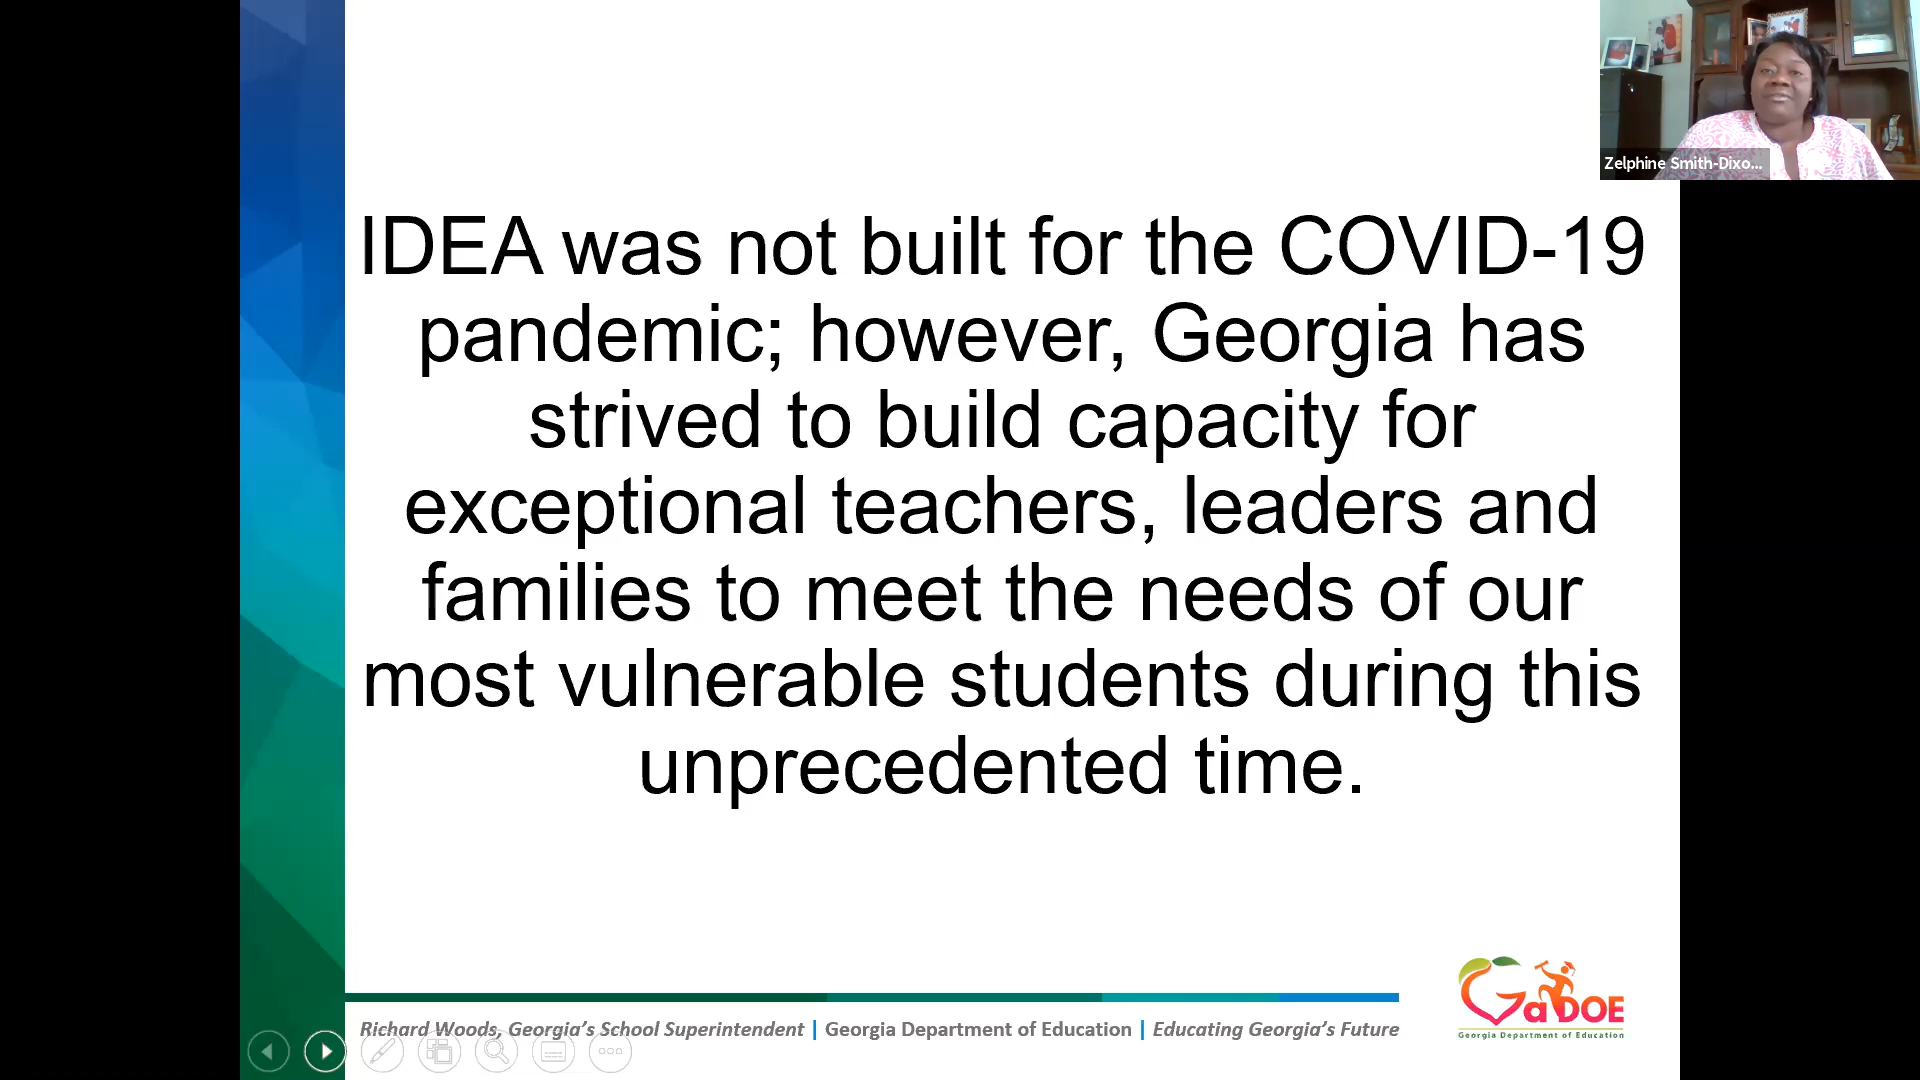 Zelphine Smith-Dixo...
IDEA was not built for the COVID-19
pandemic; however, Georgia has
strived to build capacity for
exceptional teachers, leaders and
families to meet the needs of our
most vulnerable students during this
unprecedented time.
Richard Woods, Georgia's School Superintendent | Georgia Department of Education | Educating Georgia's Future
GaDOE
Georgia Department of Education